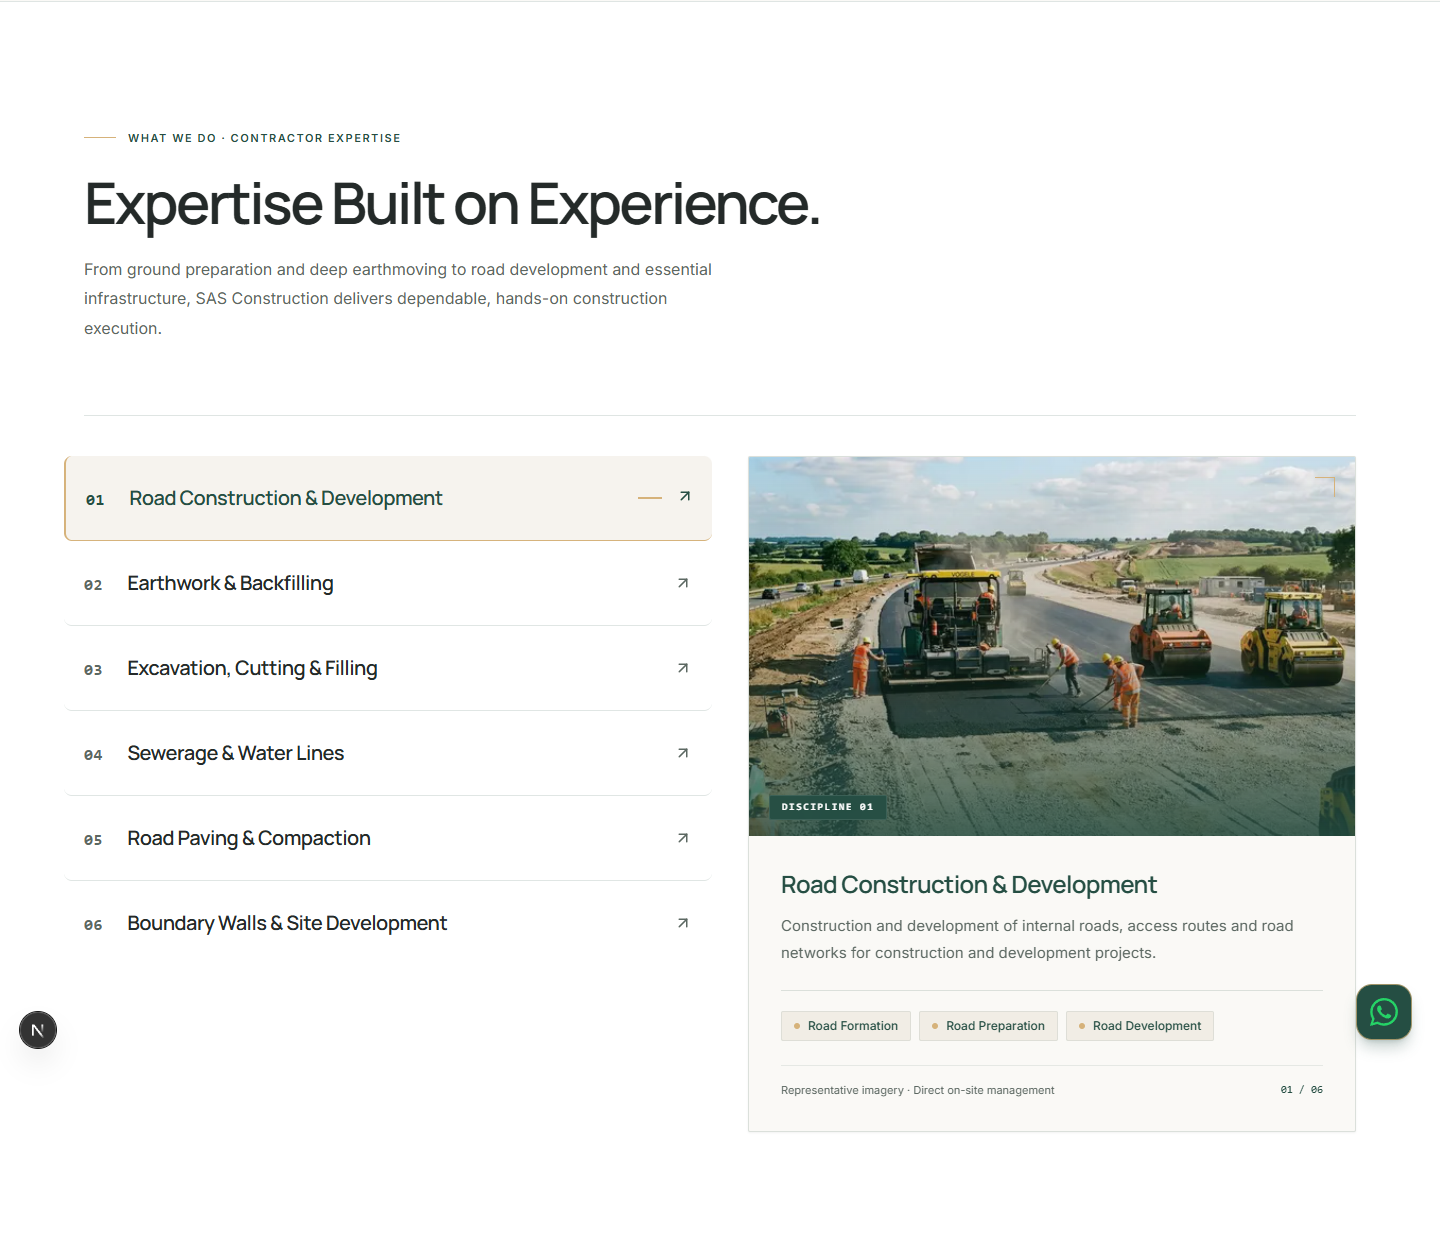 WHAT WE DO · CONTRACTOR EXPERTISE
Expertise Built on Experience.
From ground preparation and deep earthmoving to road development and essential
infrastructure, SAS Construction delivers dependable, hands-on construction
execution.
01 Road Construction & Development
02 Earthwork & Backfilling
03 Excavation, Cutting & Filling
04 Sewerage & Water Lines
05 Road Paving & Compaction
06 Boundary Walls & Site Development
VÖGELE
DISCIPLINE 01
Road Construction & Development
Construction and development of internal roads, access routes and road
networks for construction and development projects.
Road Formation
Road Preparation
Road Development
Representative imagery · Direct on-site management
01 / 06
N